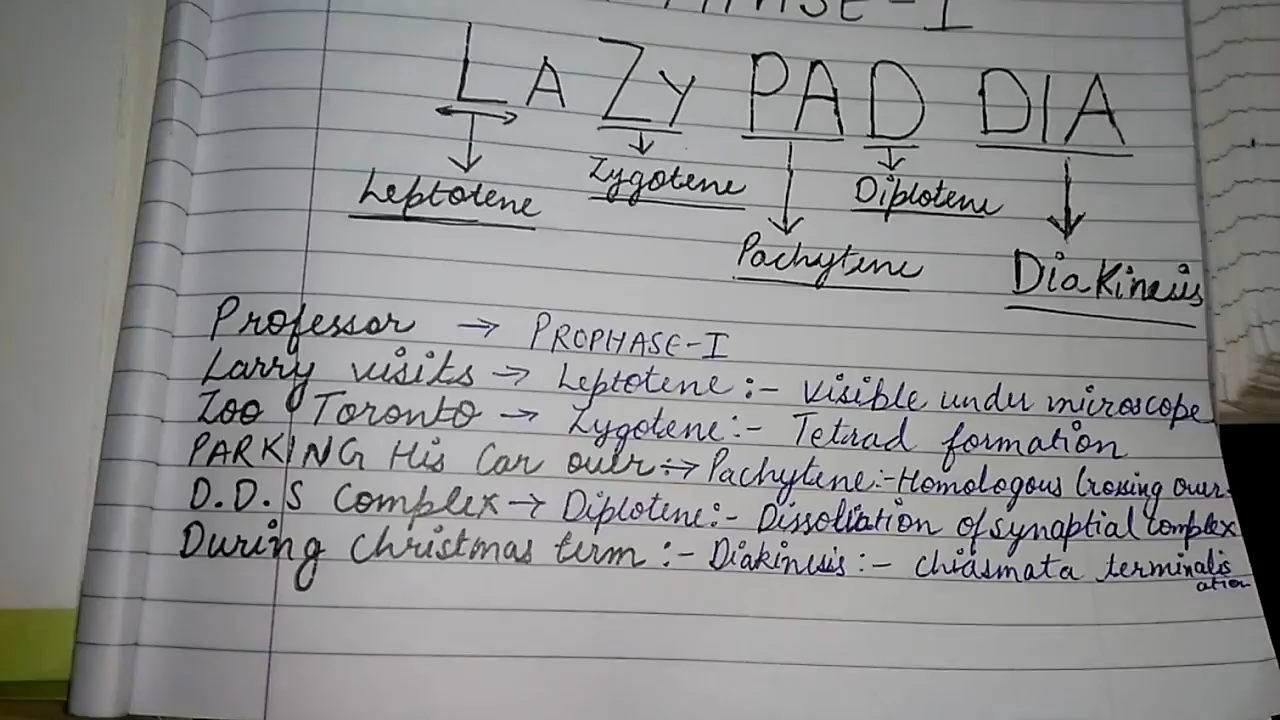 PHASE-I
LAZY PAD DIA
Leptotene Zygotene Pachytene Diplotene Diakinesis
Professor → PROPHASE-I
Larry visits → Leptotene :- visible under microscope
Zoo Toronto → Zygotene :- Tetrad formation
PARKING His Car over :→ Pachytene :- Homologous Crossing over
D.D.S Complex → Diplotene :- Dissoliation of synaptial complex
During christmas term :- Diakinesis :- chiasmata terminalisation